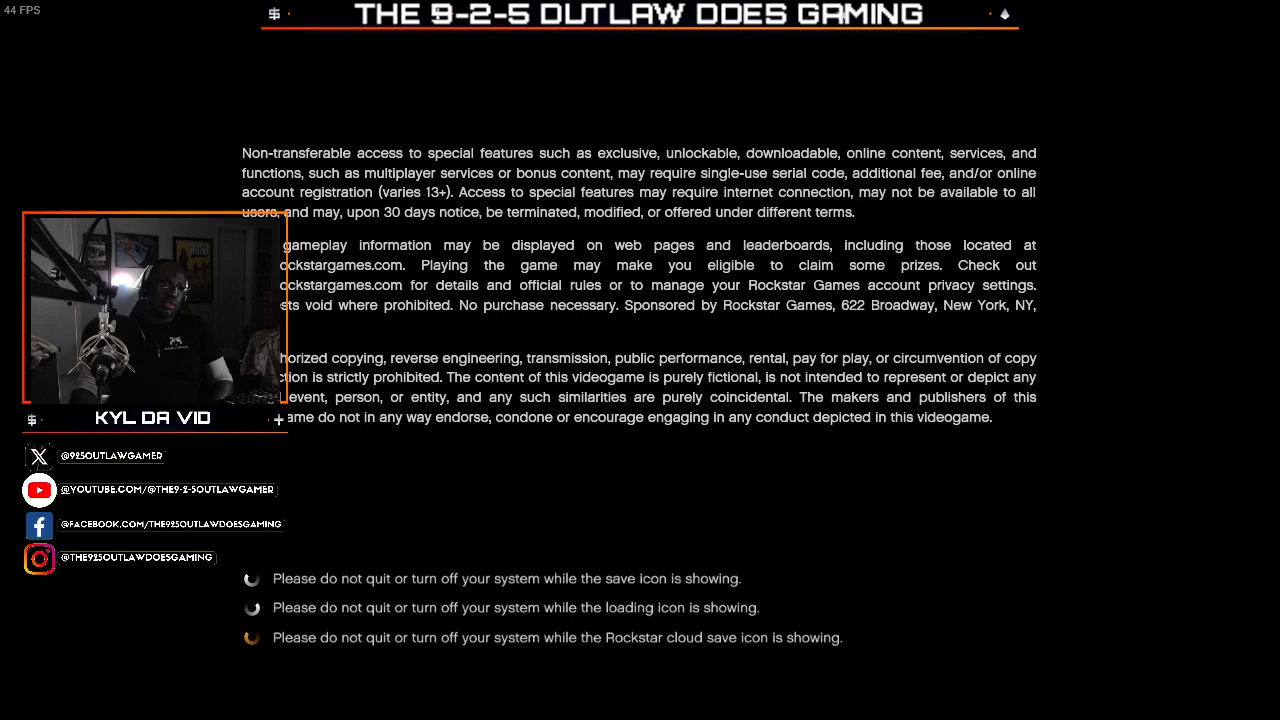 44 FPS
THE 9-2-5 OUTLAW DOES GAMING
Non-transferable access to special features such as exclusive, unlockable, downloadable, online content, services, and
functions, such as multiplayer services or bonus content, may require single-use serial code, additional fee, and/or online
account registration (varies 13+). Access to special features may require internet connection, may not be available to all
users, and may, upon 30 days notice, be terminated, modified, or offered under different terms.
gameplay information may be displayed on web pages and leaderboards, including those located at
ockstargames.com. Playing the game may make you eligible to claim some prizes. Check out
ockstargames.com for details and official rules or to manage your Rockstar Games account privacy settings.
sts void where prohibited. No purchase necessary. Sponsored by Rockstar Games, 622 Broadway, New York, NY,
horized copying, reverse engineering, transmission, public performance, rental, pay for play, or circumvention of copy
tion is strictly prohibited. The content of this videogame is purely fictional, is not intended to represent or depict any
event, person, or entity, and any such similarities are purely coincidental. The makers and publishers of this
ame do not in any way endorse, condone or encourage engaging in any conduct depicted in this videogame.
KYL DA VID
@925OUTLAWGAMER
@YOUTUBE.COM/@THE9-2-5OUTLAWGAMER
@FACEBOOK.COM/THE925OUTLAWDOESGAMING
@THE925OUTLAWDOESGAMING
Please do not quit or turn off your system while the save icon is showing.
Please do not quit or turn off your system while the loading icon is showing.
Please do not quit or turn off your system while the Rockstar cloud save icon is showing.